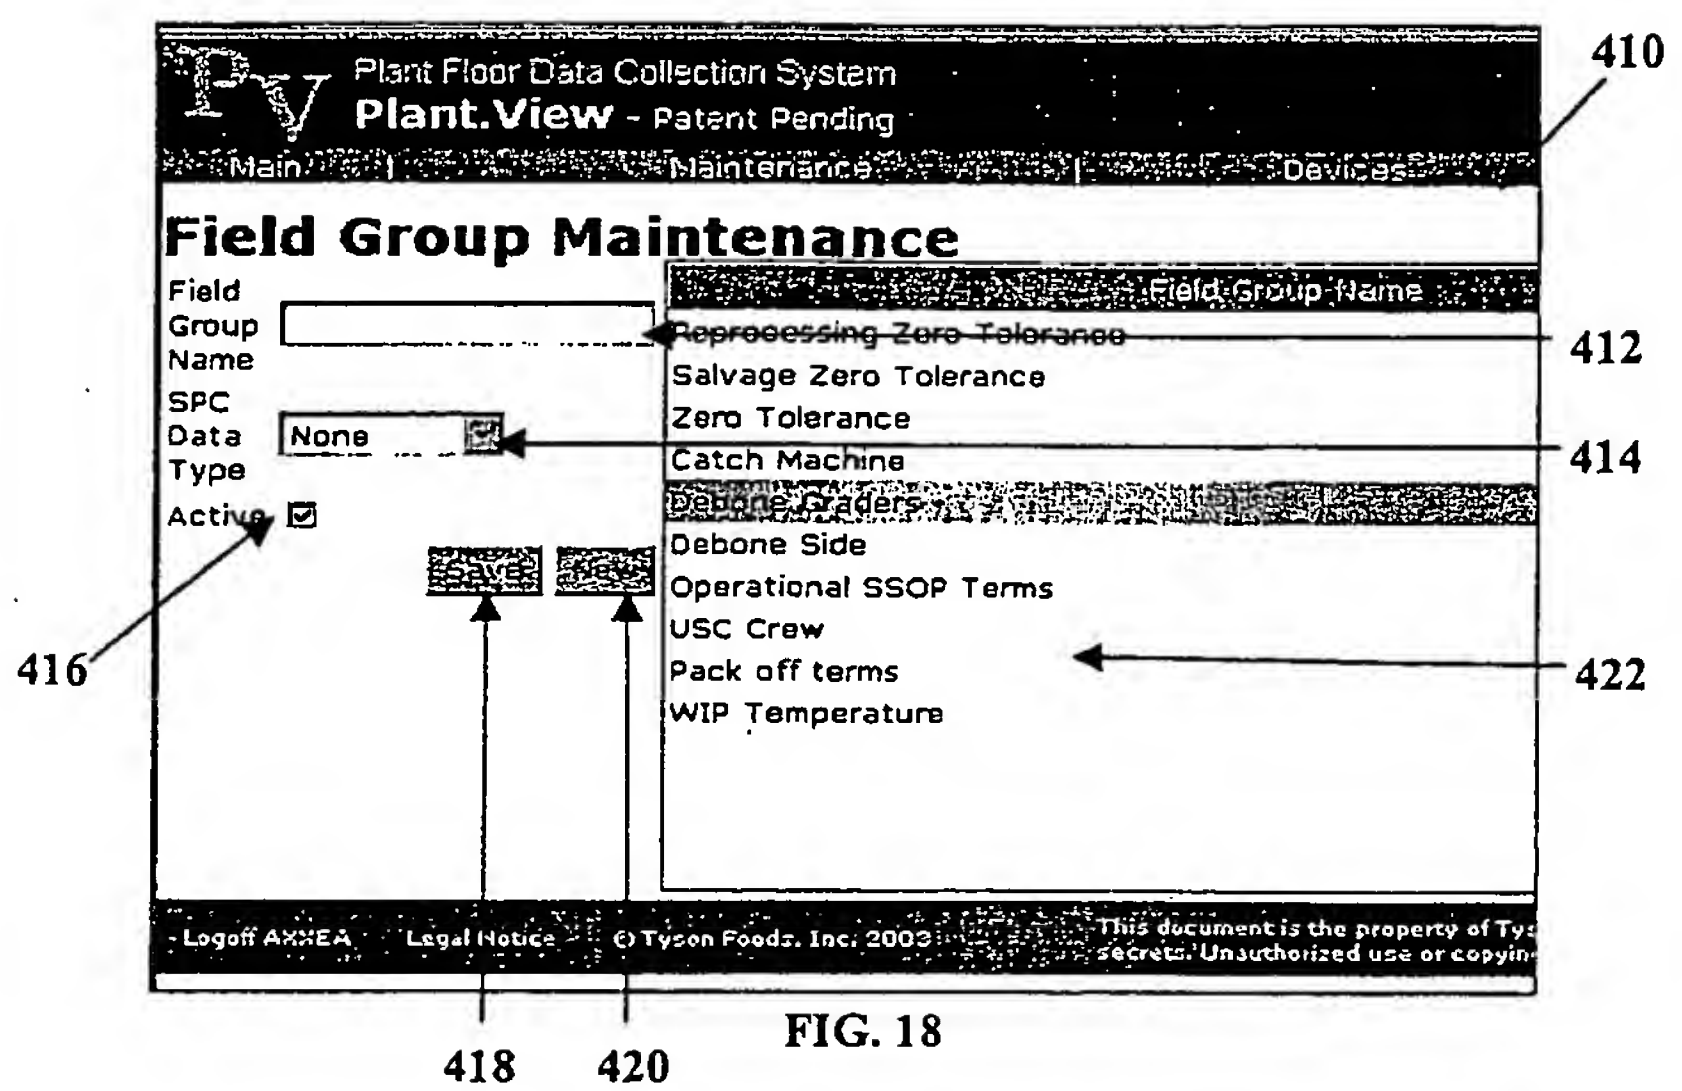 410
PV
Plant Floor Data Collection System
Plant.View - Patent Pending
Main | Maintenance | Devices
Field Group Maintenance
Field
Group
Name
SPC
Data
Type
None
Active
Save
Field Group Name
Reprocessing Zero Tolerance
Salvage Zero Tolerance
Zero Tolerance
Catch Machine
Debone Graders
Debone Side
Operational SSOP Terms
USC Crew
Pack off terms
WIP Temperature
412
414
416
422
Logoff AXXEA Legal Notice © Tyson Foods, Inc. 2003
This document is the property of Tys
secrets. Unauthorized use or copyin
FIG. 18
418 420